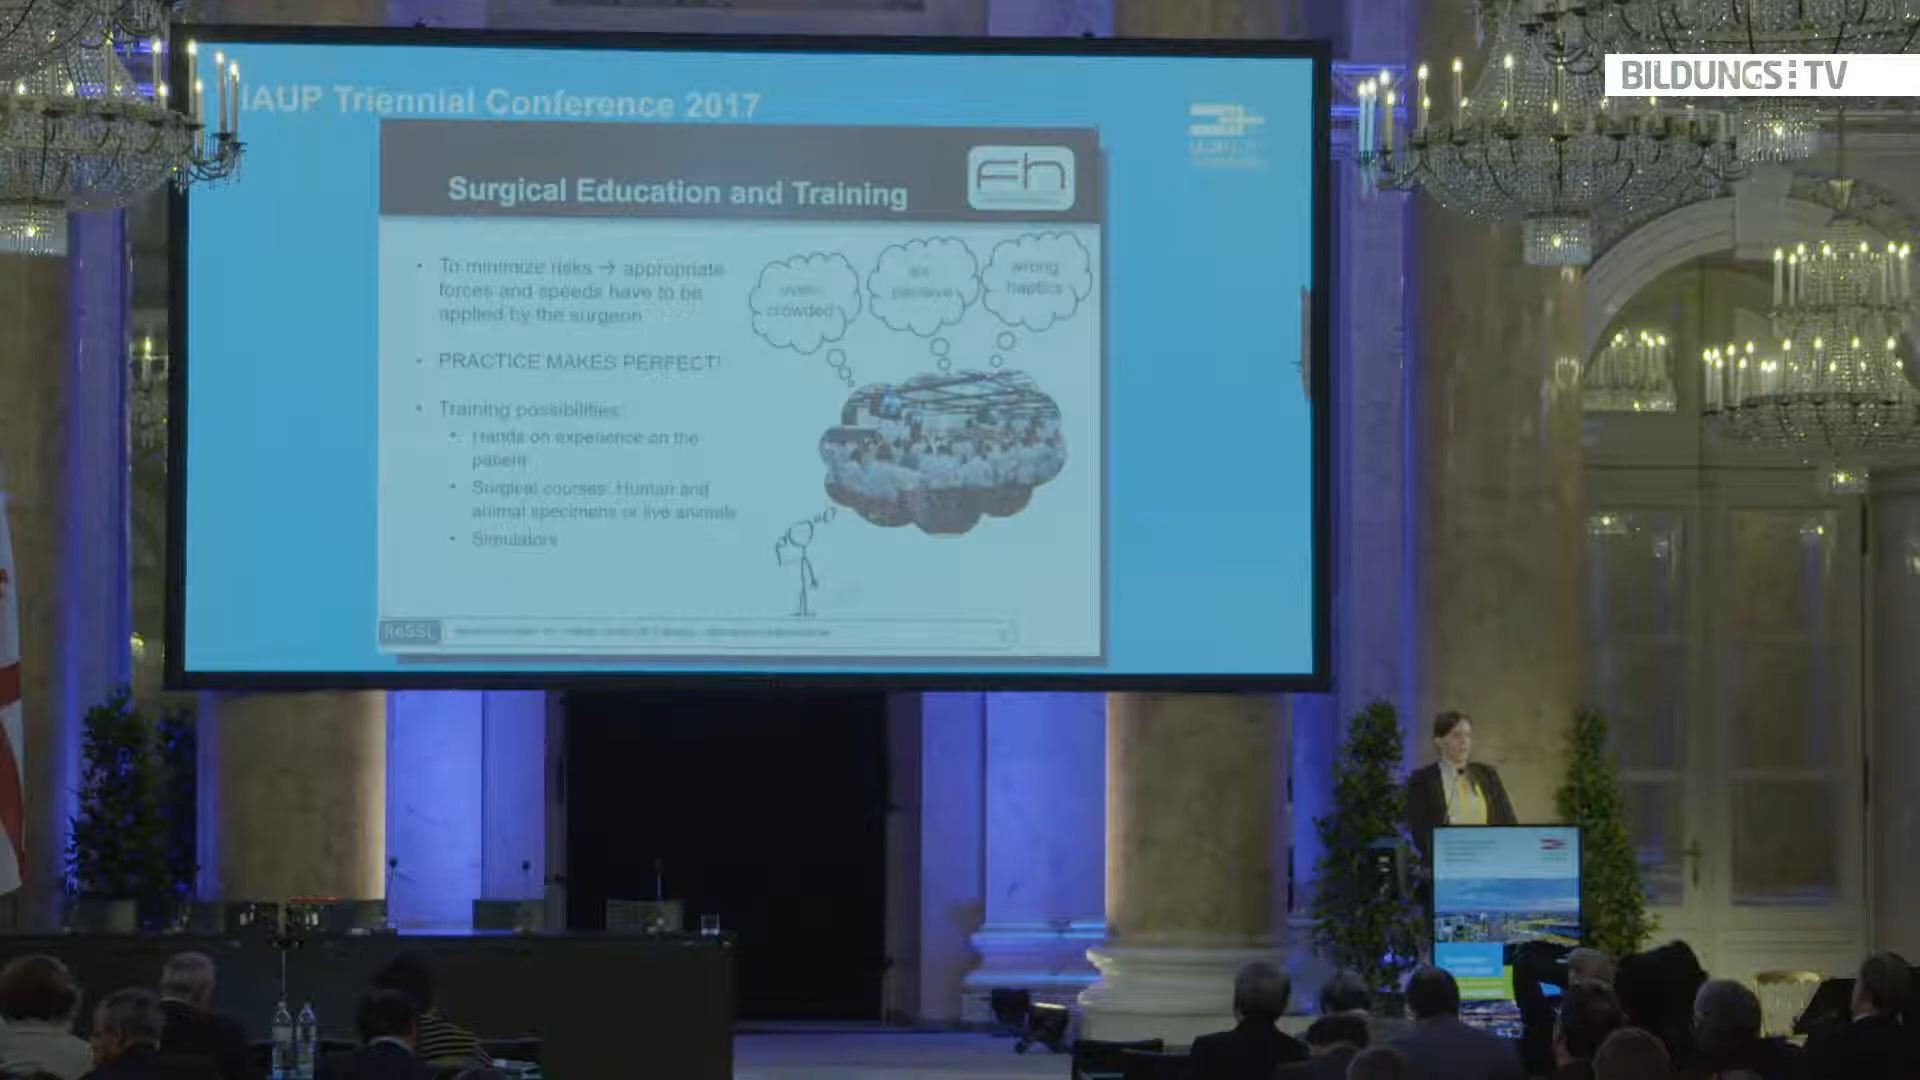 BILDUNGS:TV
IAUP Triennial Conference 2017
fh
Surgical Education and Training
• To minimize risks → appropriate
forces and speeds have to be
applied by the surgeon
• PRACTICE MAKES PERFECT!
• Training possibilities:
• Hands on experience on the
patient
• Surgical courses: Human and
animal specimens or live animals
• Simulators
crowded
wrong
haptics
ReSSL